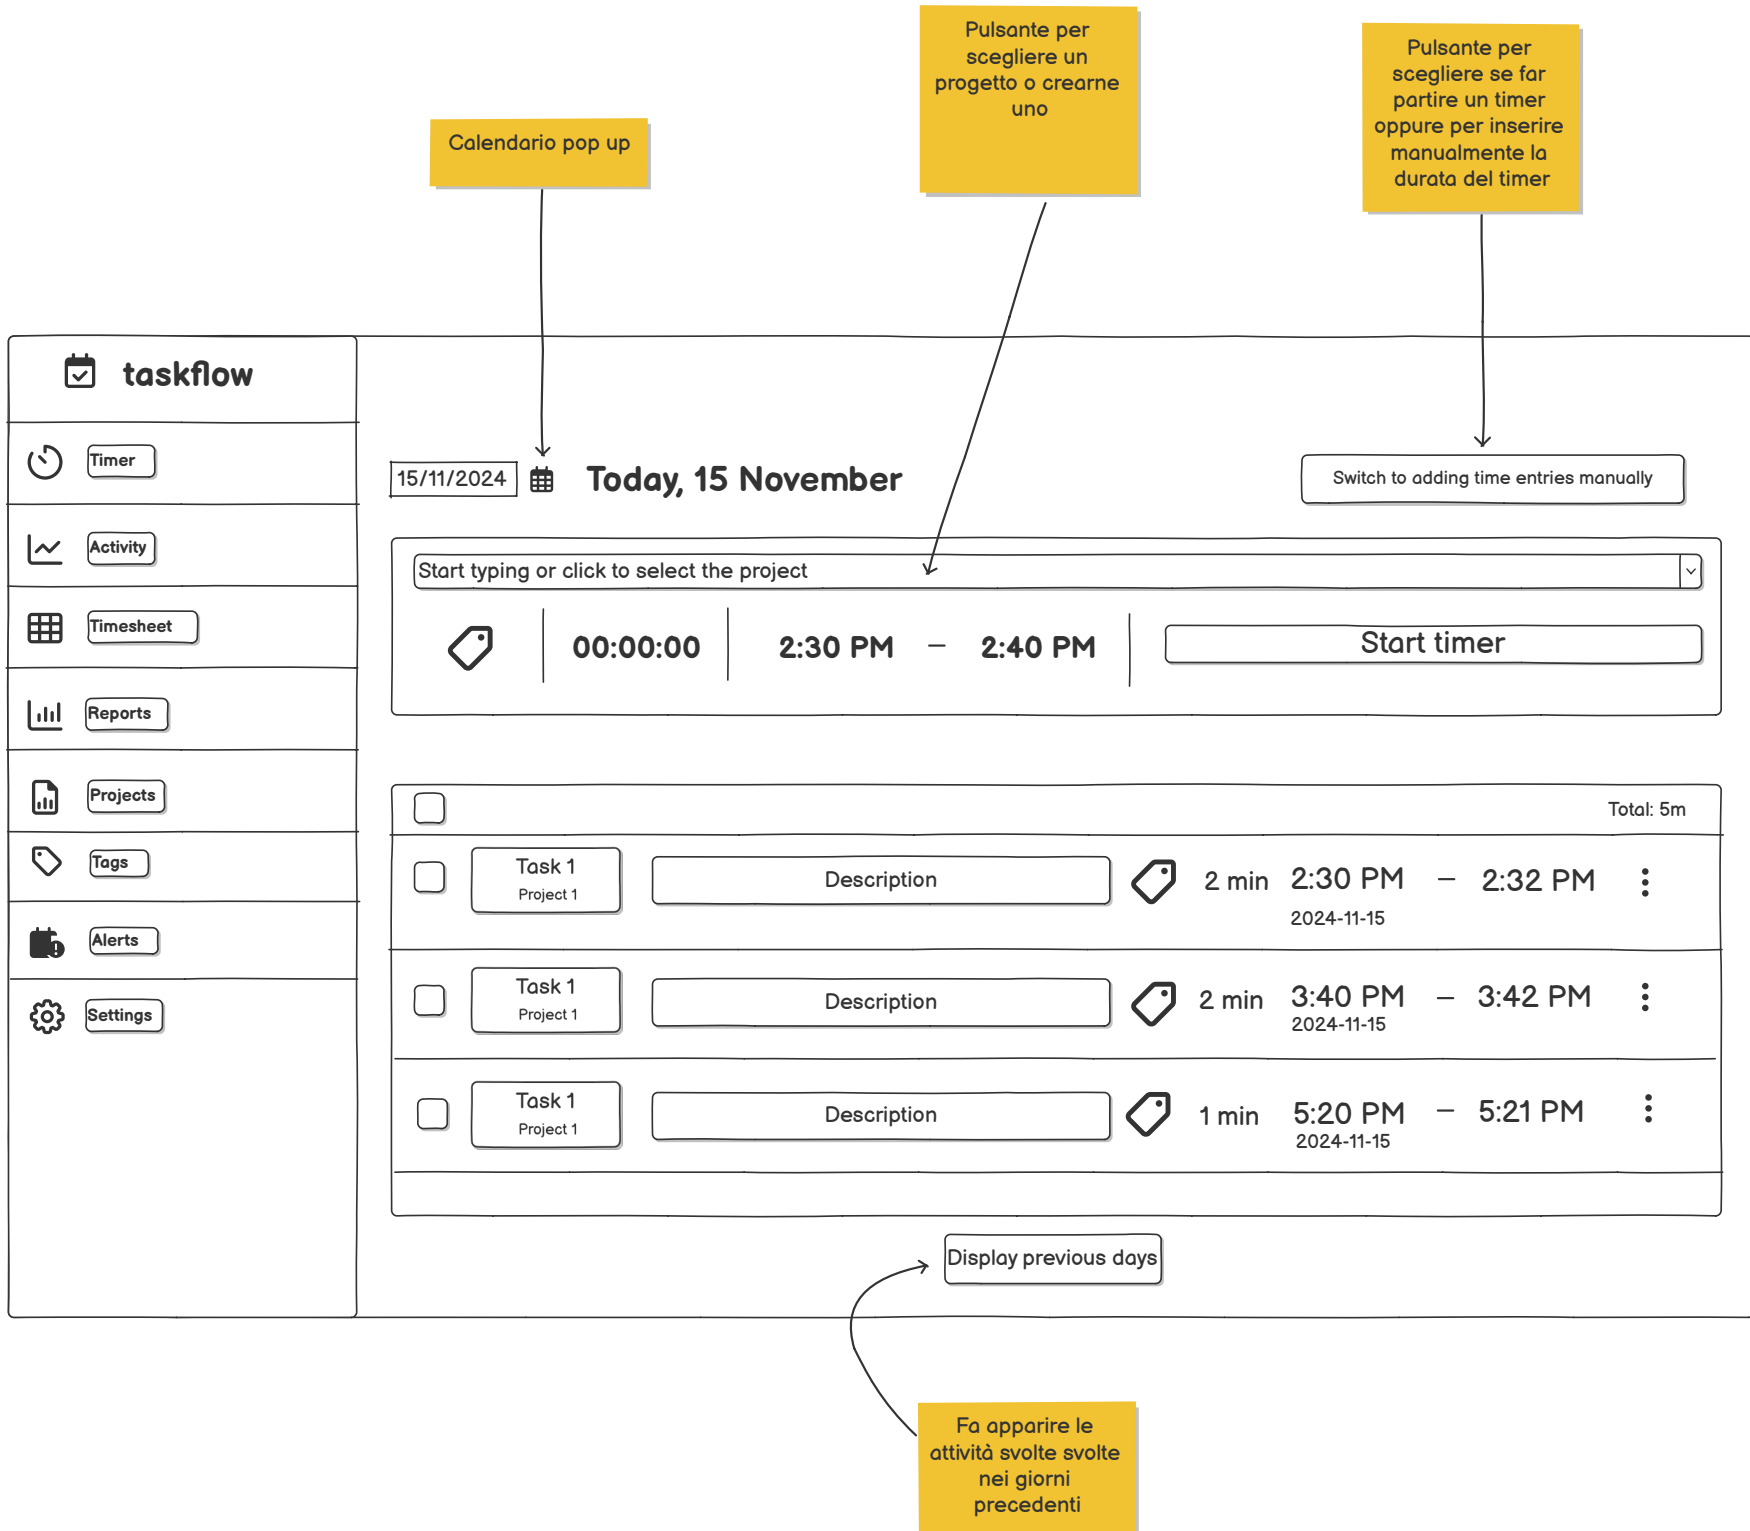 Pulsante per
scegliere un
progetto o crearne
uno
Pulsante per
scegliere se far
partire un timer
oppure per inserire
manualmente la
durata del timer
Calendario pop up
taskflow
Timer
Activity
Timesheet
Reports
Projects
Tags
Alerts
Settings
15/11/2024
Today, 15 November
Switch to adding time entries manually
Start typing or click to select the project
00:00:00
2:30 PM – 2:40 PM
Start timer
Total: 5m
Task 1
Project 1
Description
2 min
2:30 PM – 2:32 PM
2024-11-15
Task 1
Project 1
Description
2 min
3:40 PM – 3:42 PM
2024-11-15
Task 1
Project 1
Description
1 min
5:20 PM – 5:21 PM
2024-11-15
Display previous days
Fa apparire le
attività svolte svolte
nei giorni
precedenti